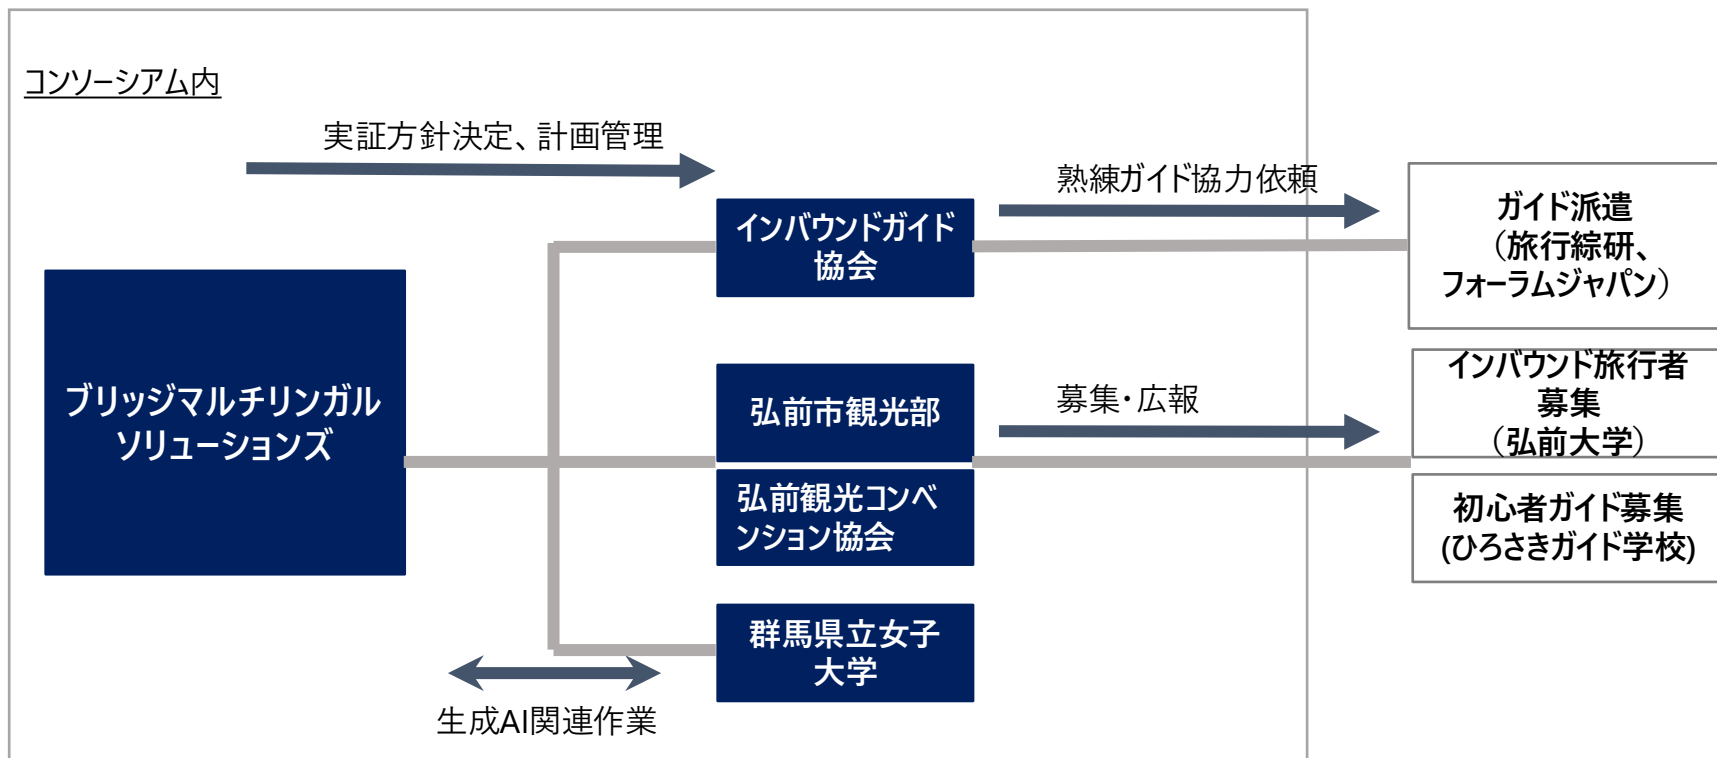 コンソーシアム内
実証方針決定、計画管理
熟練ガイド協力依頼
インバウンドガイド
協会
ガイド派遣
（旅行綜研、
フォーラムジャパン）
ブリッジマルチリンガル
ソリューションズ
弘前市観光部
募集・広報
インバウンド旅行者
募集
（弘前大学）
弘前観光コンベ
ンション協会
初心者ガイド募集
(ひろさきガイド学校)
群馬県立女子
大学
生成AI関連作業